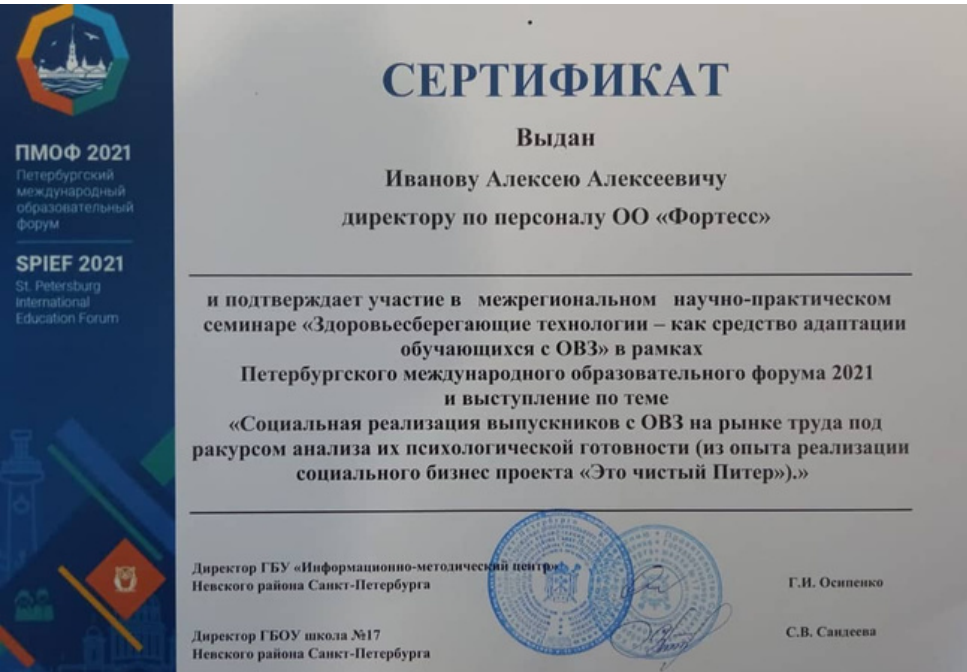 ПМОФ 2021
Петербургский
международный
образовательный
форум
SPIEF 2021
St. Petersburg
International
Education Forum
СЕРТИФИКАТ
Выдан
Иванову Алексею Алексеевичу
директору по персоналу ОО «Фортесс»
и подтверждает участие в межрегиональном научно-практическом
семинаре «Здоровьесберегающие технологии – как средство адаптации
обучающихся с ОВЗ» в рамках
Петербургского международного образовательного форума 2021
и выступление по теме
«Социальная реализация выпускников с ОВЗ на рынке труда под
ракурсом анализа их психологической готовности (из опыта реализации
социального бизнес проекта «Это чистый Питер»).»
Директор ГБУ «Информационно-методический центр»
Невского района Санкт-Петербурга
Г.И. Осипенко
Директор ГБОУ школа №17
Невского района Санкт-Петербурга
С.В. Сандеева